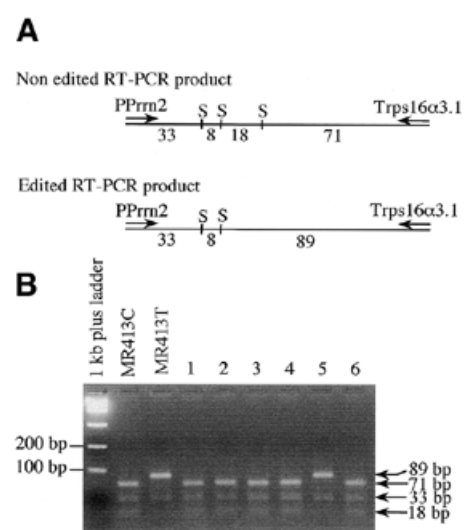 A
Non edited RT-PCR product
PPrrn2 S S S Trps16α3.1
33 8 18 71
Edited RT-PCR product
PPrrn2 S S Trps16α3.1
33 8 89
B
1 kb plus ladder MR413C MR413T 1 2 3 4 5 6
200 bp
100 bp
89 bp
71 bp
33 bp
18 bp